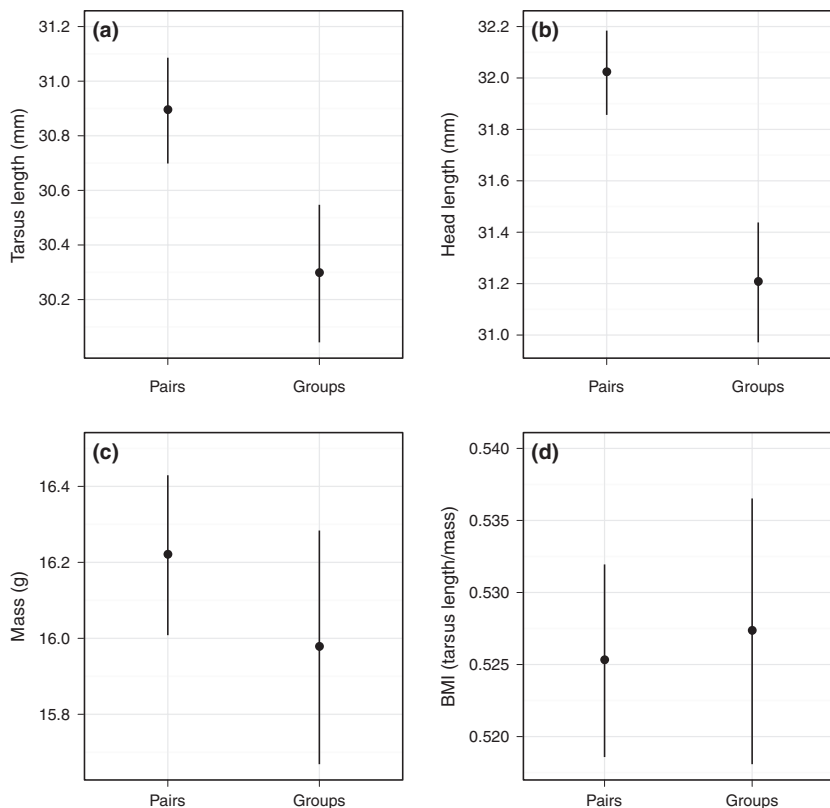 (a)
Tarsus length (mm)
31.2
31.0
30.8
30.6
30.4
30.2
Pairs
Groups
(b)
Head length (mm)
32.2
32.0
31.8
31.6
31.4
31.2
31.0
Pairs
Groups
(c)
Mass (g)
16.4
16.2
16.0
15.8
Pairs
Groups
(d)
BMI (tarsus length/mass)
0.540
0.535
0.530
0.525
0.520
Pairs
Groups